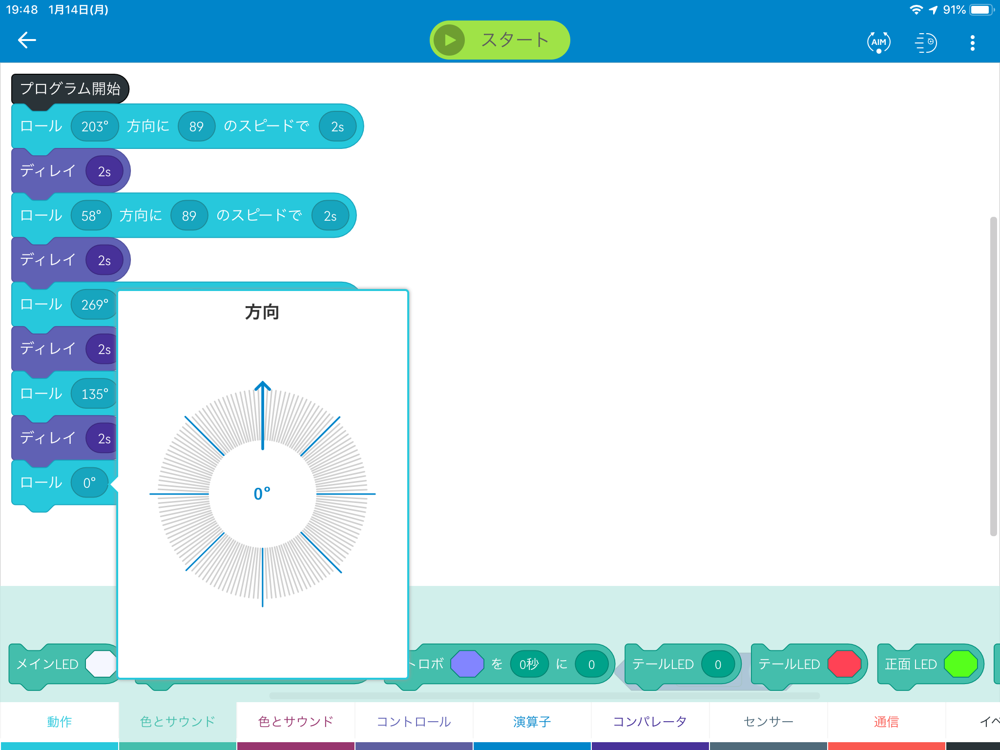 19:48 1月14日(月) 91%
スタート AIM
プログラム開始
ロール 203° 方向に 89 のスピードで 2s
ディレイ 2s
ロール 58° 方向に 89 のスピードで 2s
ディレイ 2s
ロール 269°
方向
ディレイ 2s
ロール 135°
ディレイ 2s
ロール 0°
0°
メインLED
トロボ を 0秒 に 0
テールLED 0
テールLED
正面 LED
動作 色とサウンド 色とサウンド コントロール 演算子 コンパレータ センサー 通信 イベ